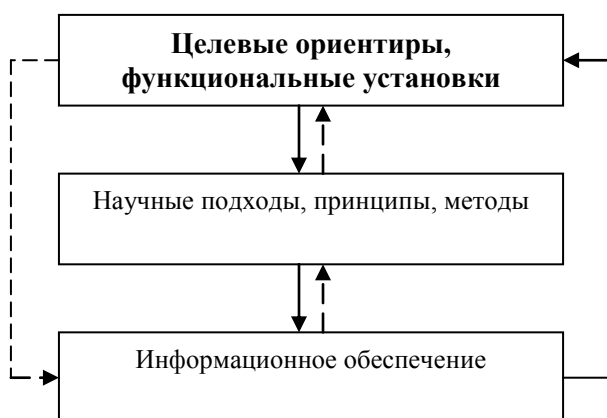 Целевые ориентиры,
функциональные установки
Научные подходы, принципы, методы
Информационное обеспечение